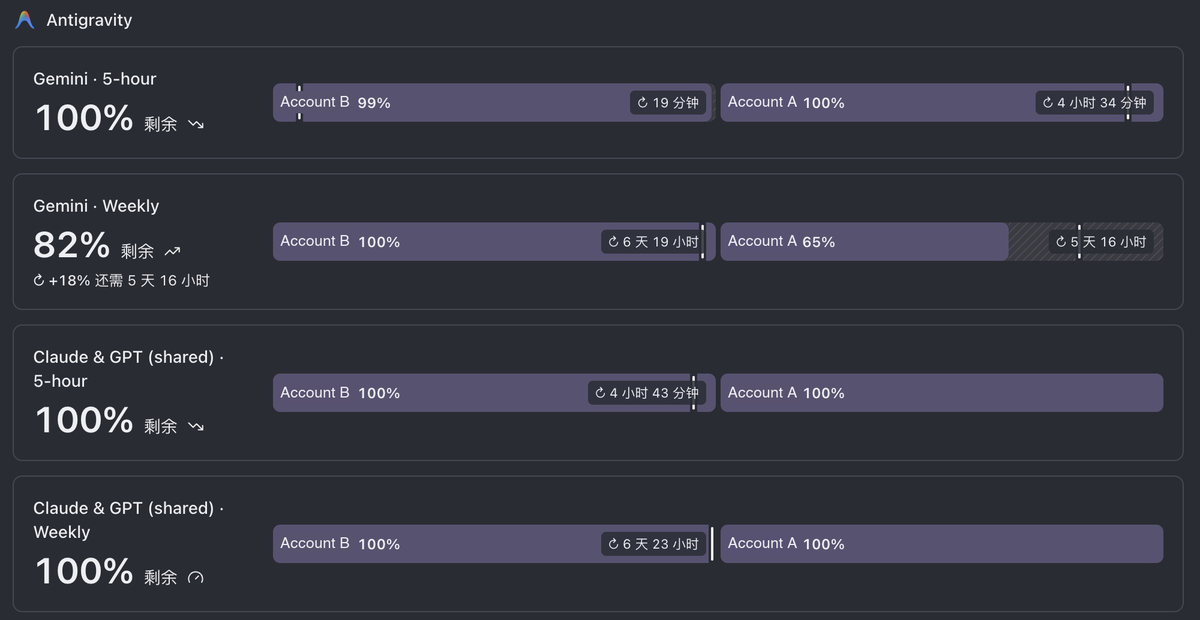 Antigravity
Gemini · 5-hour
100% 剩余
Account B 99%
19 分钟
Account A 100%
4 小时 34 分钟
Gemini · Weekly
82% 剩余
+18% 还需 5 天 16 小时
Account B 100%
6 天 19 小时
Account A 65%
5 天 16 小时
Claude & GPT (shared) ·
5-hour
100% 剩余
Account B 100%
4 小时 43 分钟
Account A 100%
Claude & GPT (shared) ·
Weekly
100% 剩余
Account B 100%
6 天 23 小时
Account A 100%